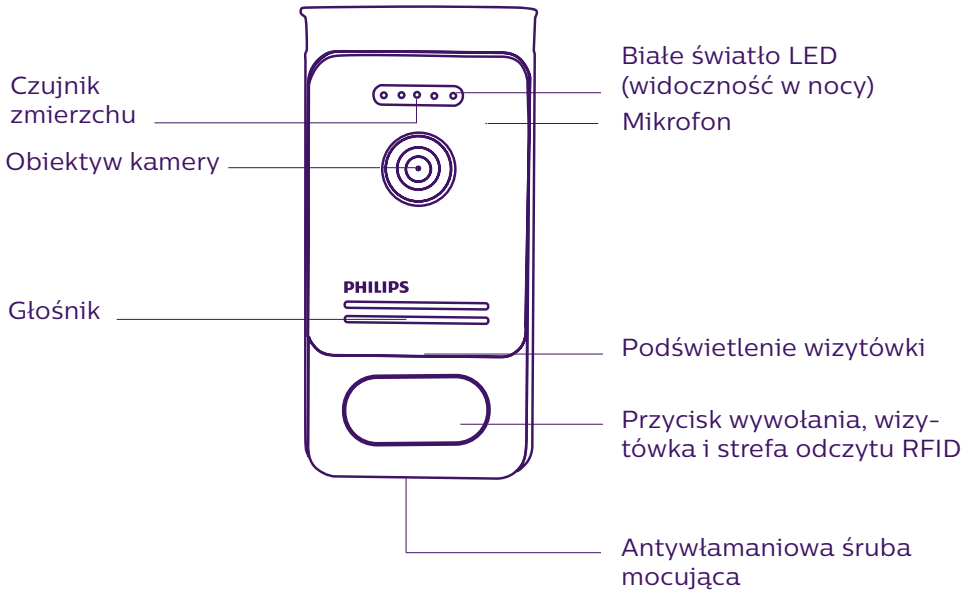 Czujnik
zmierzchu
Obiektyw kamery
Głośnik
PHILIPS
Białe światło LED
(widoczność w nocy)
Mikrofon
Podświetlenie wizytówki
Przycisk wywołania, wizy-
tówka i strefa odczytu RFID
Antywłamaniowa śruba
mocująca